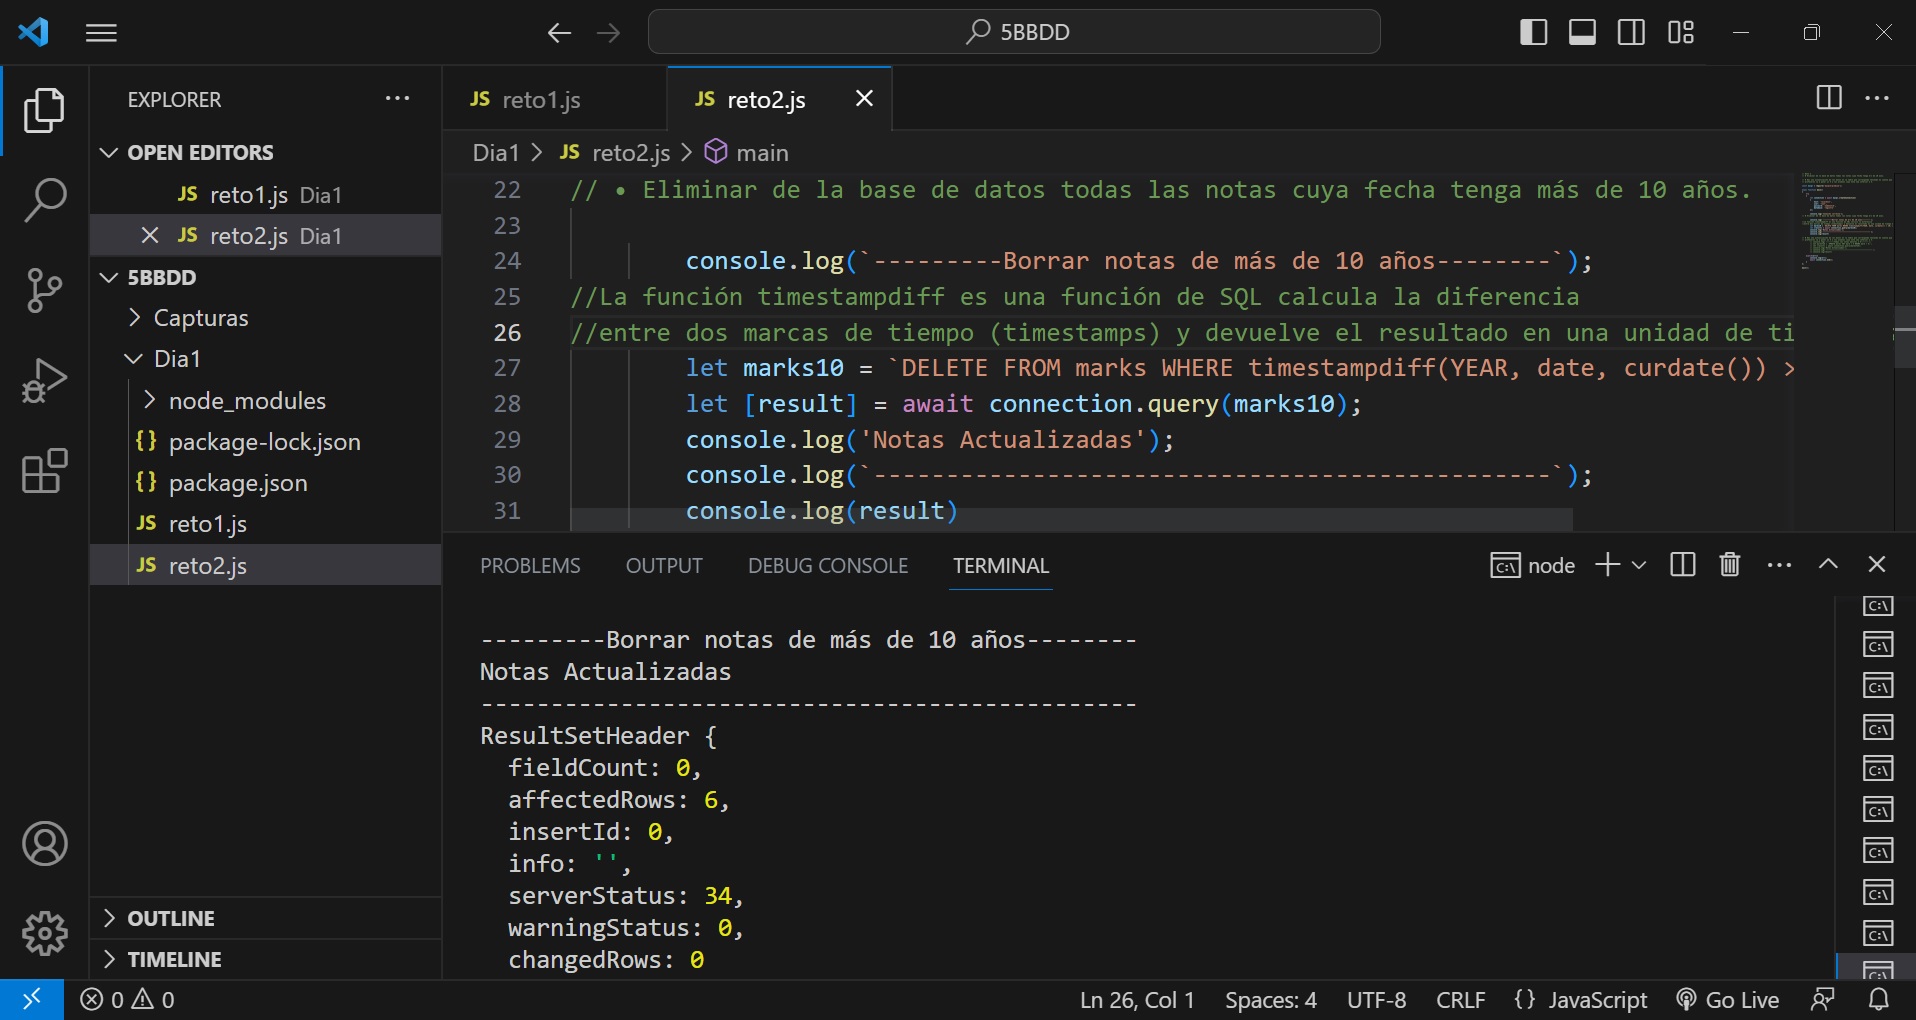 5BBDD
EXPLORER
OPEN EDITORS
JS reto1.js Dia1
JS reto2.js Dia1
5BBDD
Capturas
Dia1
node_modules
{} package-lock.json
{} package.json
JS reto1.js
JS reto2.js
OUTLINE
TIMELINE
JS reto1.js
JS reto2.js
Dia1 > JS reto2.js > main
22 // • Eliminar de la base de datos todas las notas cuya fecha tenga más de 10 años.
23
24 console.log(`---------Borrar notas de más de 10 años--------`);
25 //La función timestampdiff es una función de SQL calcula la diferencia
26 //entre dos marcas de tiempo (timestamps) y devuelve el resultado en una unidad de ti
27 let marks10 = `DELETE FROM marks WHERE timestampdiff(YEAR, date, curdate()) >
28 let [result] = await connection.query(marks10);
29 console.log('Notas Actualizadas');
30 console.log(`-----------------------------------------------`);
31 console.log(result)
PROBLEMS OUTPUT DEBUG CONSOLE TERMINAL
node
---------Borrar notas de más de 10 años--------
Notas Actualizadas
-----------------------------------------------
ResultSetHeader {
fieldCount: 0,
affectedRows: 6,
insertId: 0,
info: '',
serverStatus: 34,
warningStatus: 0,
changedRows: 0
0 0
Ln 26, Col 1 Spaces: 4 UTF-8 CRLF {} JavaScript Go Live